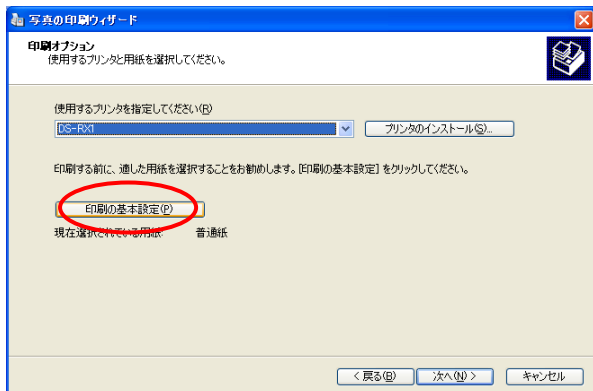 写真の印刷ウィザード
印刷オプション
使用するプリンタと用紙を選択してください。
使用するプリンタを指定してください(R)
DS-RX1
プリンタのインストール(S)...
印刷する前に、適した用紙を選択することをお勧めします。[印刷の基本設定] をクリックしてください。
印刷の基本設定(P)
現在選択されている用紙: 普通紙
< 戻る(B) 次へ(N) > キャンセル